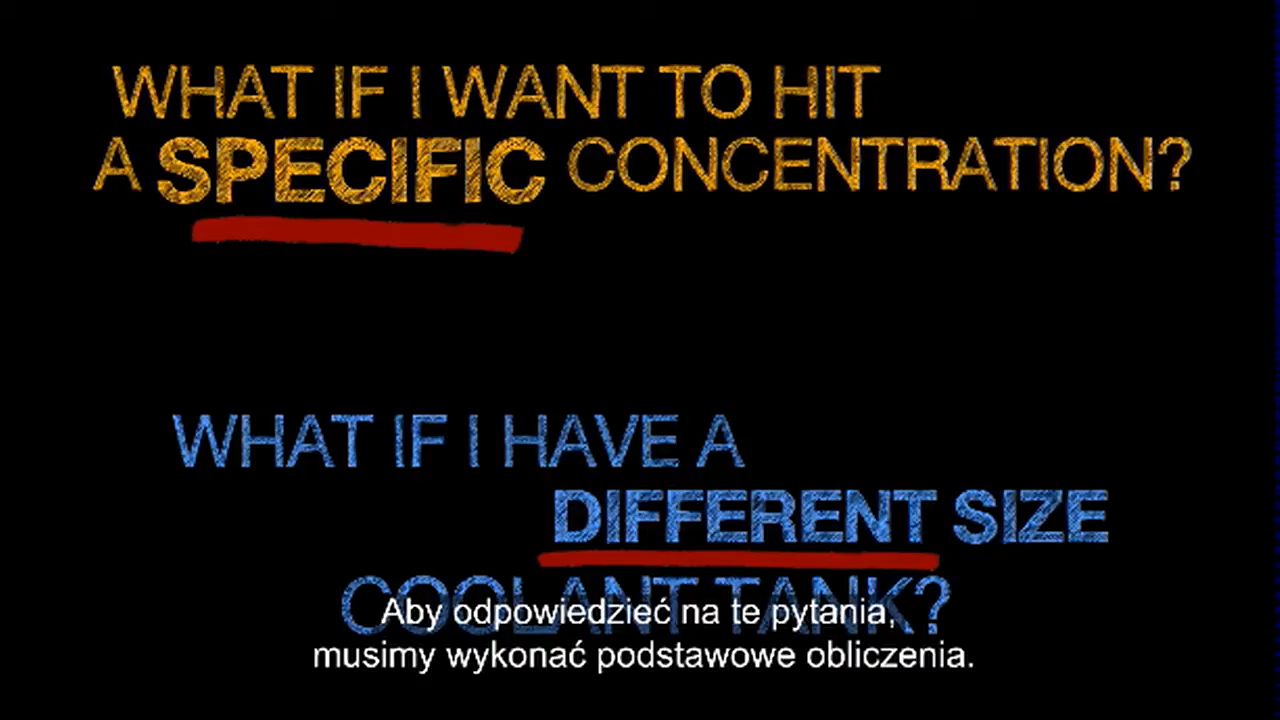 WHAT IF I WANT TO HIT
A SPECIFIC CONCENTRATION?
WHAT IF I HAVE A
DIFFERENT SIZE
COOLANT TANK?
Aby odpowiedzieć na te pytania,
musimy wykonać podstawowe obliczenia.